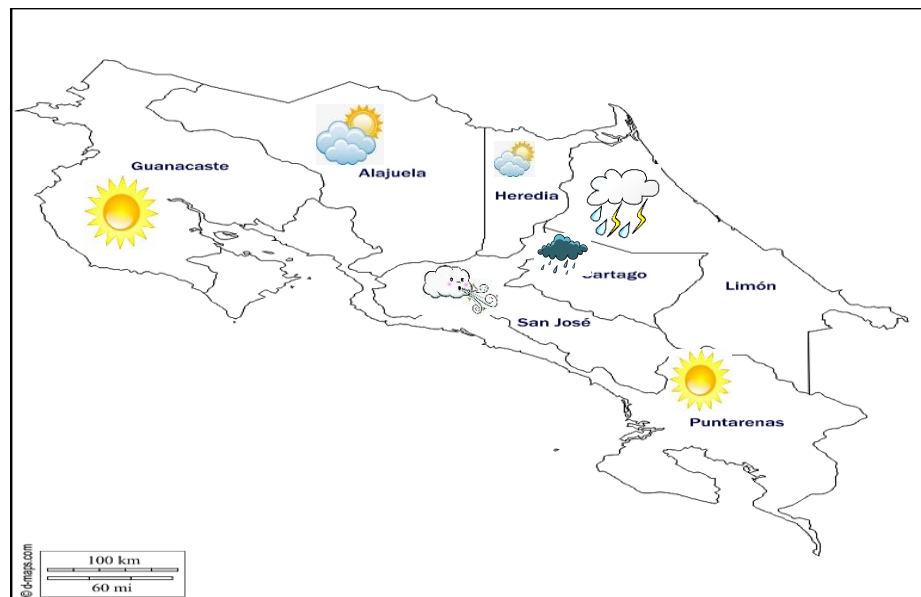 Guanacaste
Alajuela
Heredia
Cartago
Limón
San José
Puntarenas
100 km
60 mi
© d-maps.com